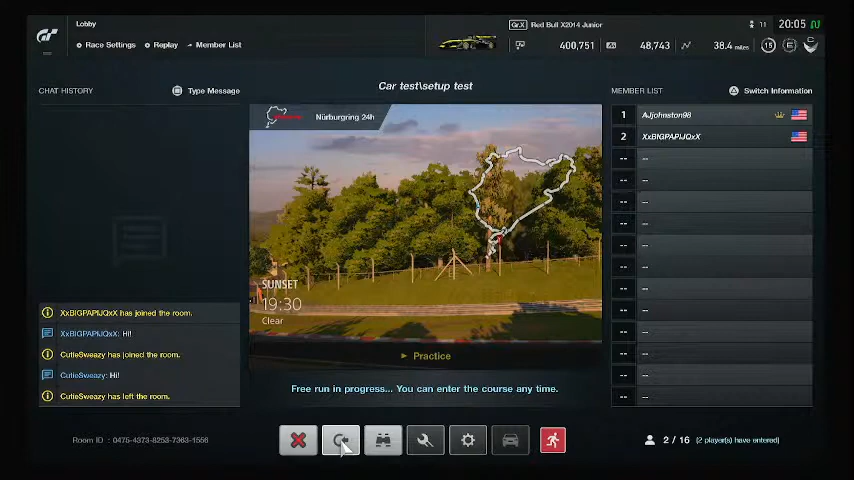 Lobby
Race Settings
Replay
Member List
Gr.X Red Bull X2014 Junior
11
20:05
400,751
48,743
38.4 miles
15
E
C
CHAT HISTORY
Type Message
Car test\setup test
MEMBER LIST
Switch Information
Nürburgring 24h
1 AJjohnston98
2 XxBIGPAPIJQxX
-- --
-- --
-- --
-- --
-- --
-- --
-- --
-- --
-- --
-- --
-- --
-- --
SUNSET
19:30
Clear
Practice
XxBIGPAPIJQxX has joined the room.
XxBIGPAPIJQxX: Hi!
CutieSweazy has joined the room.
CutieSweazy: Hi!
CutieSweazy has left the room.
Free run in progress... You can enter the course any time.
Room ID : 0475-4373-8253-7363-1556
2 / 16 (2 player(s) have entered)